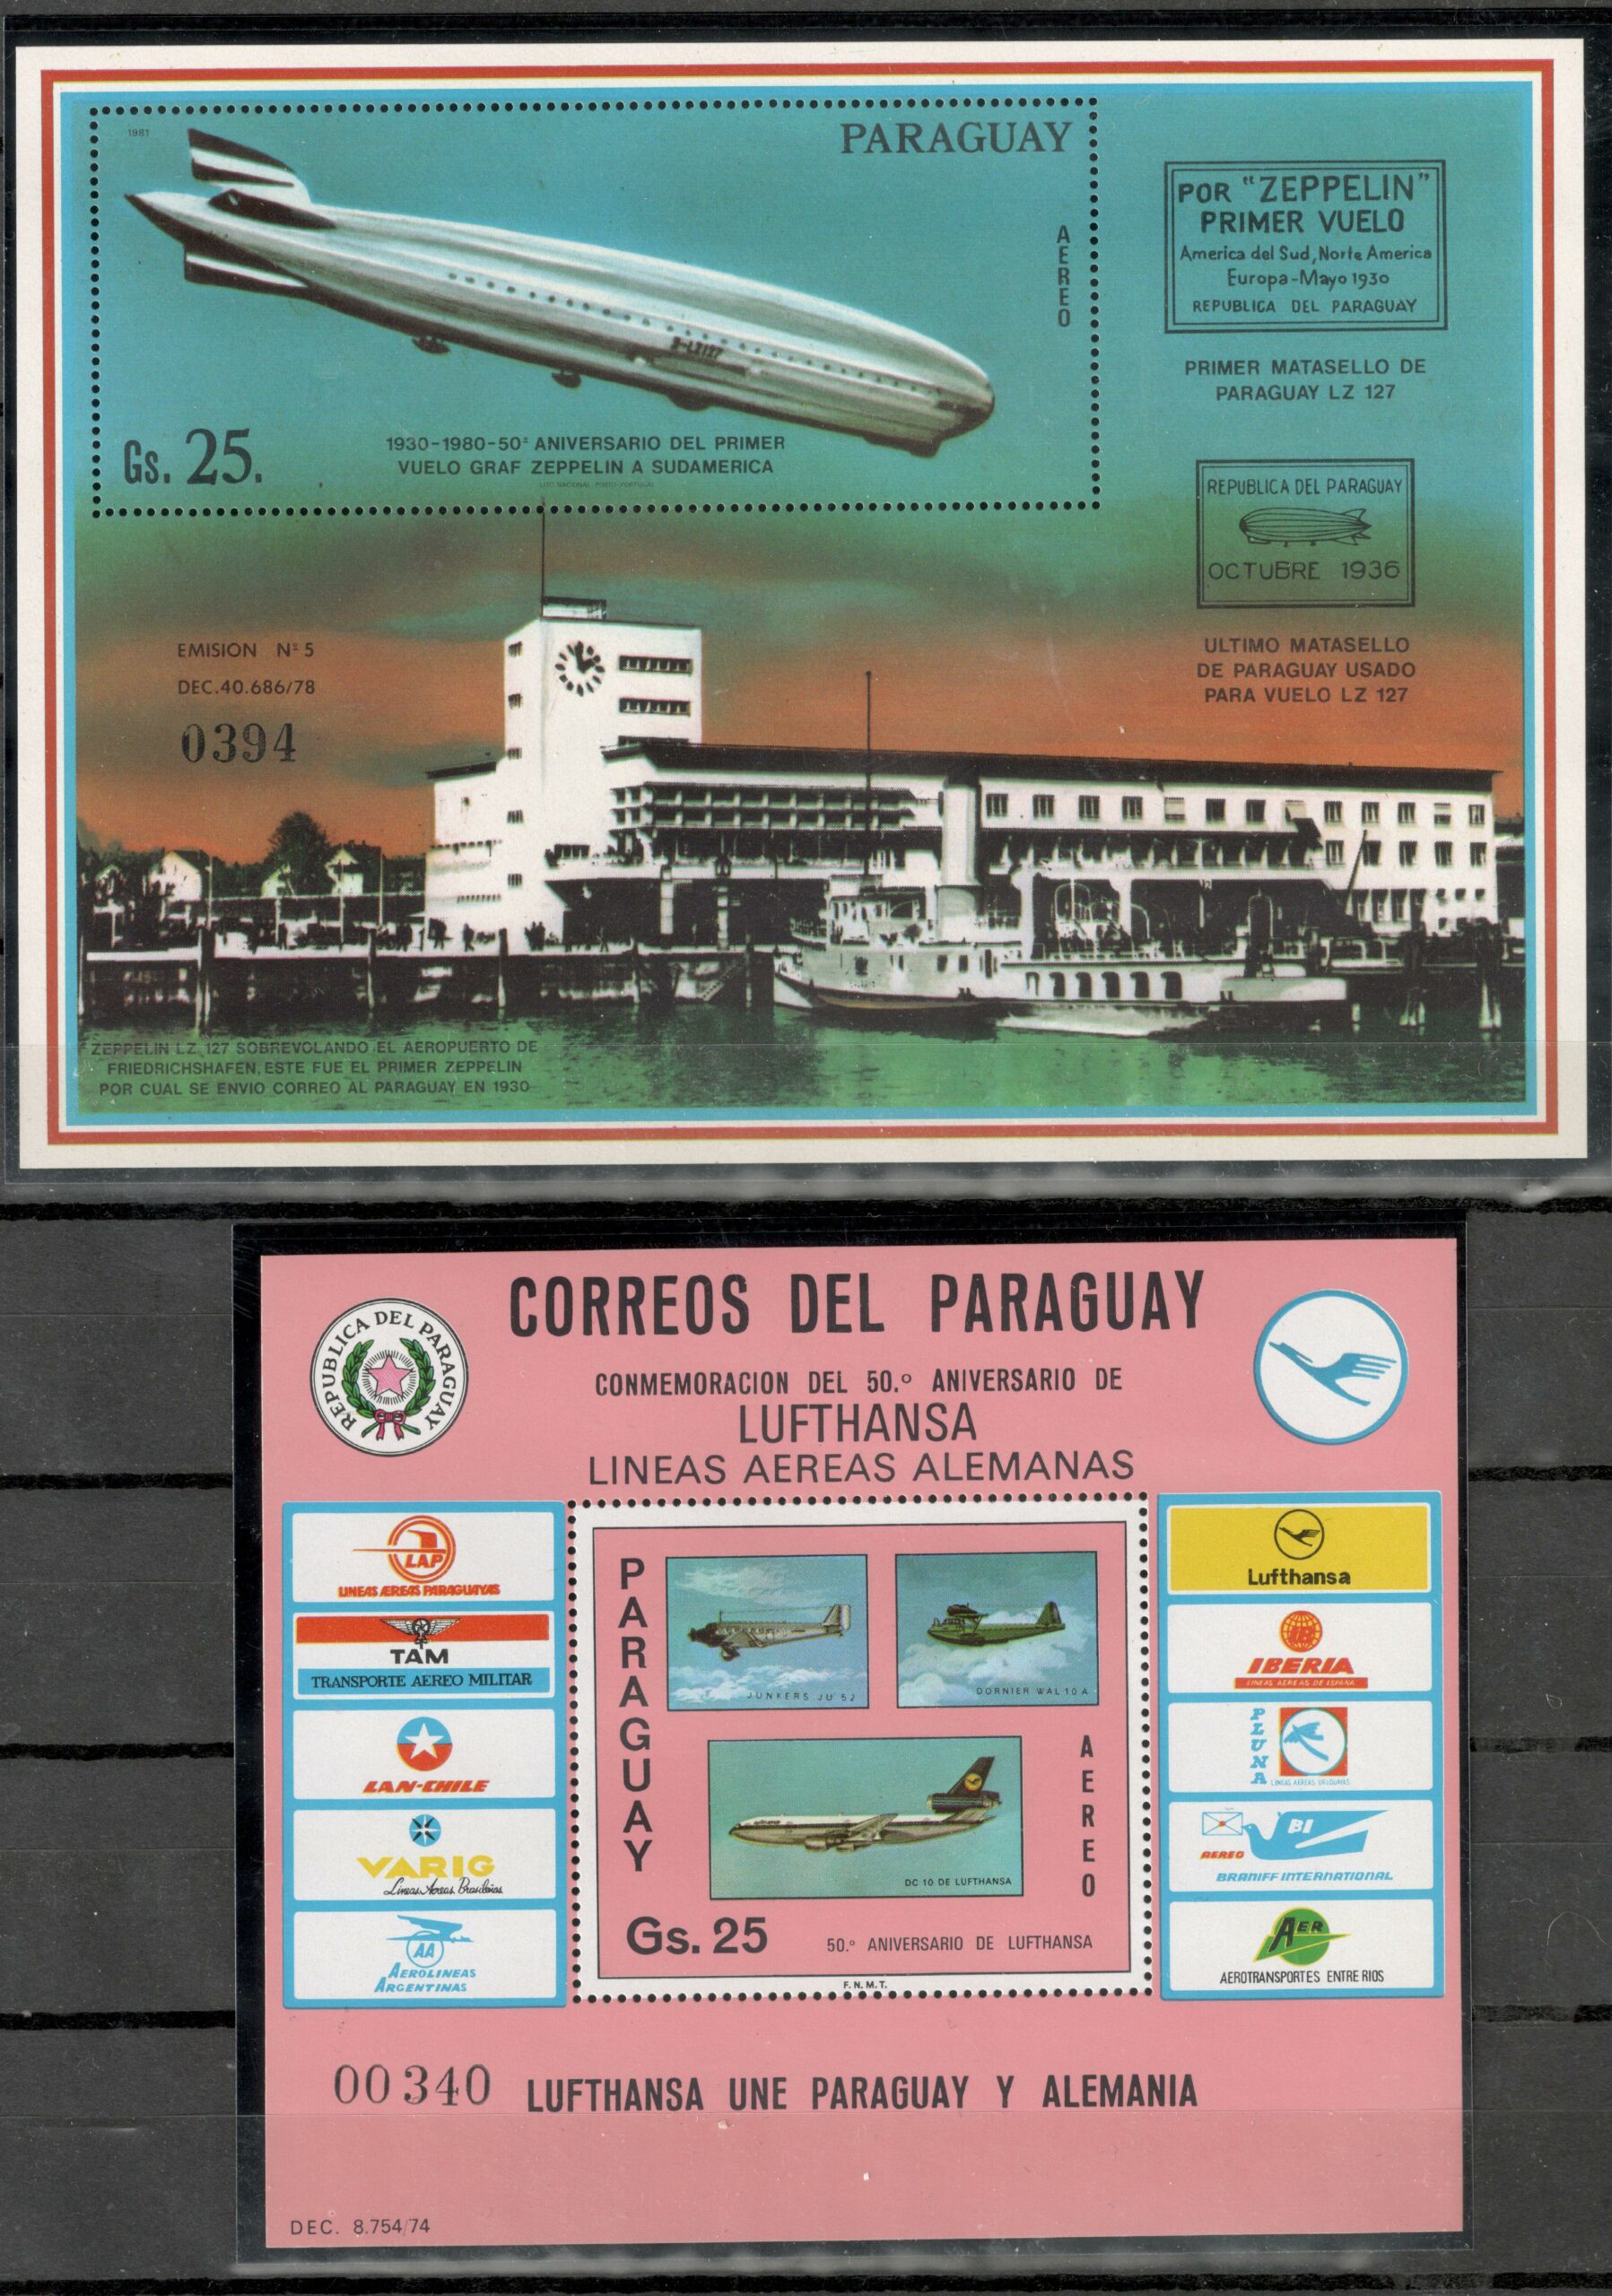 1981
PARAGUAY
AEREO
Gs. 25.
1930-1980-50º ANIVERSARIO DEL PRIMER
VUELO GRAF ZEPPELIN A SUDAMERICA
LITO NACIONAL-PORTO-PORTUGAL
POR "ZEPPELIN"
PRIMER VUELO
America del Sud, Norte America
Europa-Mayo 1930
REPUBLICA DEL PARAGUAY
PRIMER MATASELLO DE
PARAGUAY LZ 127
REPUBLICA DEL PARAGUAY
OCTUBRE 1936
ULTIMO MATASELLO
DE PARAGUAY USADO
PARA VUELO LZ 127
EMISION Nº 5
DEC.40.686/78
0394
ZEPPELIN LZ 127 SOBREVOLANDO EL AEROPUERTO DE
FRIEDRICHSHAFEN, ESTE FUE EL PRIMER ZEPPELIN
POR CUAL SE ENVIO CORREO AL PARAGUAY EN 1930
REPUBLICA DEL PARAGUAY
CORREOS DEL PARAGUAY
CONMEMORACION DEL 50.º ANIVERSARIO DE
LUFTHANSA
LINEAS AEREAS ALEMANAS
LAP
LINEAS AEREAS PARAGUAYAS
TAM
TRANSPORTE AEREO MILITAR
LAN-CHILE
VARIG
Lineas Aereas Brasileñas
AA
AEROLINEAS
ARGENTINAS
PARAGUAY
JUNKERS JU 52
DORNIER WAL 10 A
DC 10 DE LUFTHANSA
AEREO
Gs. 25
50.º ANIVERSARIO DE LUFTHANSA
F.N.M.T.
Lufthansa
IB
IBERIA
LINEAS AEREAS DE ESPAÑA
PLUNA
LINEAS AEREAS URUGUAYAS
BI
AEREO
BRANIFF INTERNATIONAL
AER
AEROTRANSPORTES ENTRE RIOS
00340
LUFTHANSA UNE PARAGUAY Y ALEMANIA
DEC. 8.754/74